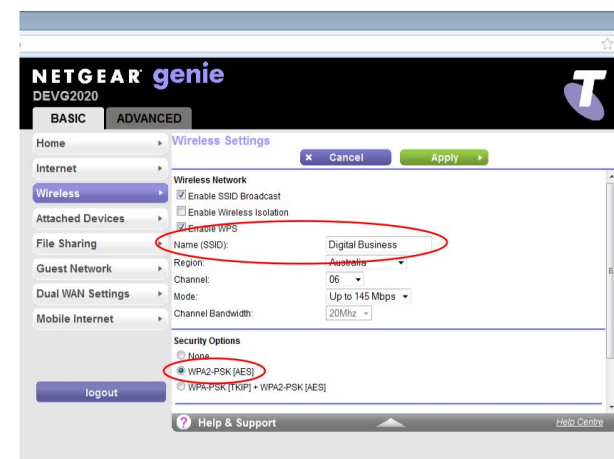 NETGEAR genie
DEVG2020
BASIC ADVANCED
Home
Internet
Wireless
Attached Devices
File Sharing
Guest Network
Dual WAN Settings
Mobile Internet
logout
Wireless Settings
× Cancel Apply
Wireless Network
Enable SSID Broadcast
Enable Wireless Isolation
Enable WPS
Name (SSID): Digital Business
Region: Australia
Channel: 06
Mode: Up to 145 Mbps
Channel Bandwidth: 20Mhz
Security Options
None
WPA2-PSK [AES]
WPA-PSK [TKIP] + WPA2-PSK [AES]
? Help & Support Help Centre